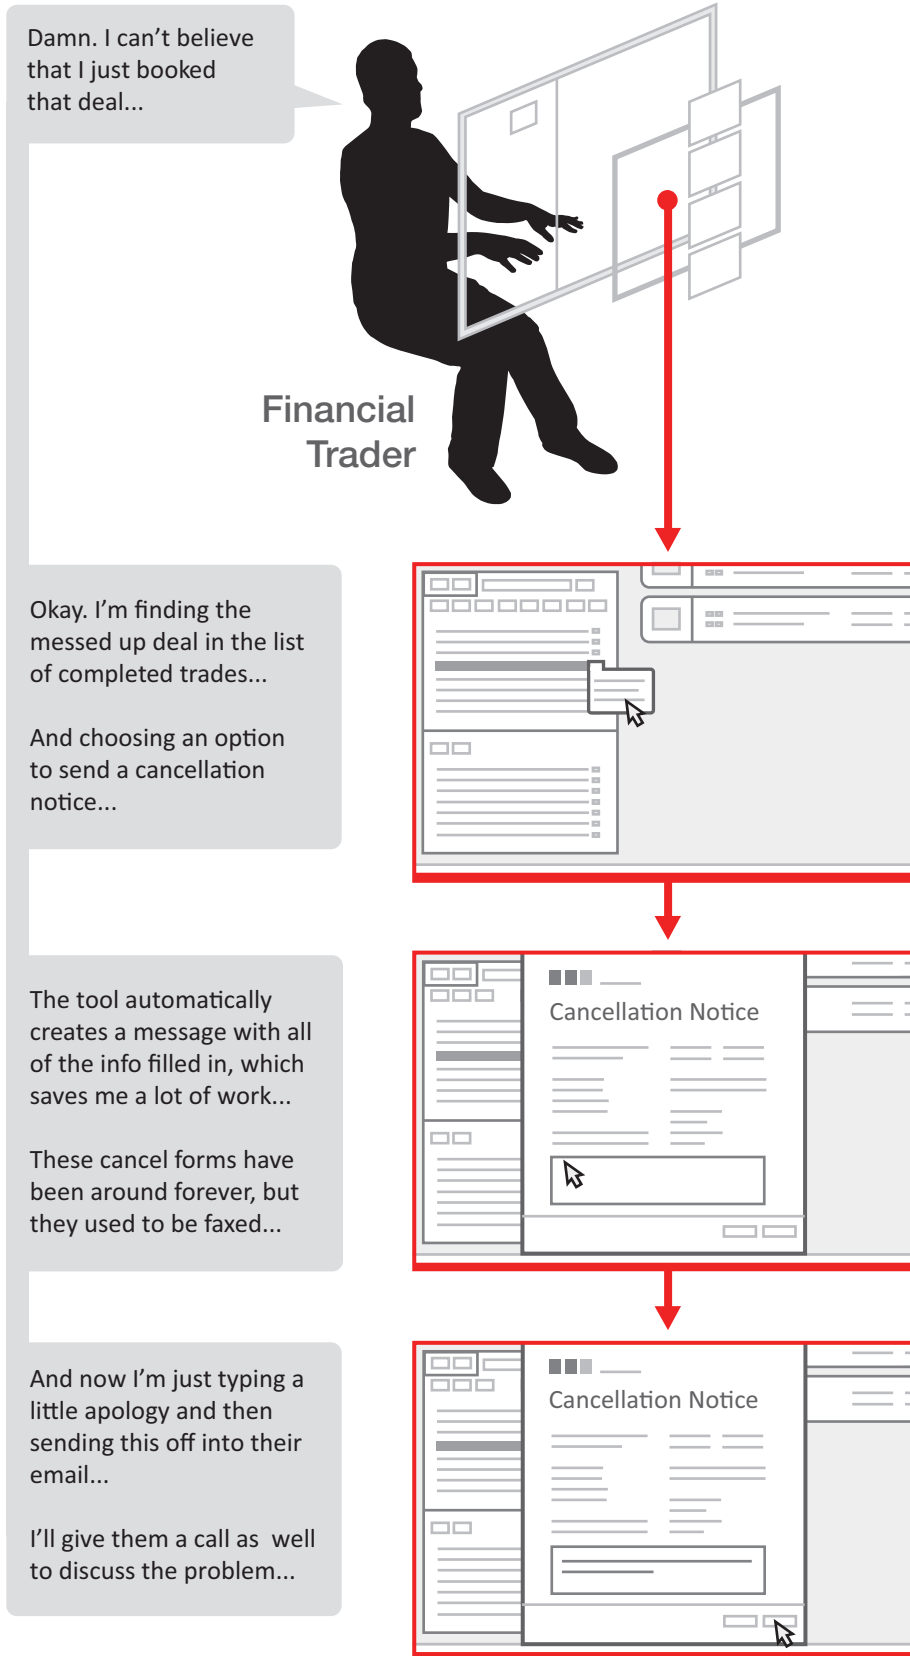 Damn. I can't believe
that I just booked
that deal...
Financial
Trader
Okay. I'm finding the
messed up deal in the list
of completed trades...
And choosing an option
to send a cancellation
notice...
The tool automatically
creates a message with all
of the info filled in, which
saves me a lot of work...
These cancel forms have
been around forever, but
they used to be faxed...
Cancellation Notice
And now I'm just typing a
little apology and then
sending this off into their
email...
I'll give them a call as well
to discuss the problem...
Cancellation Notice